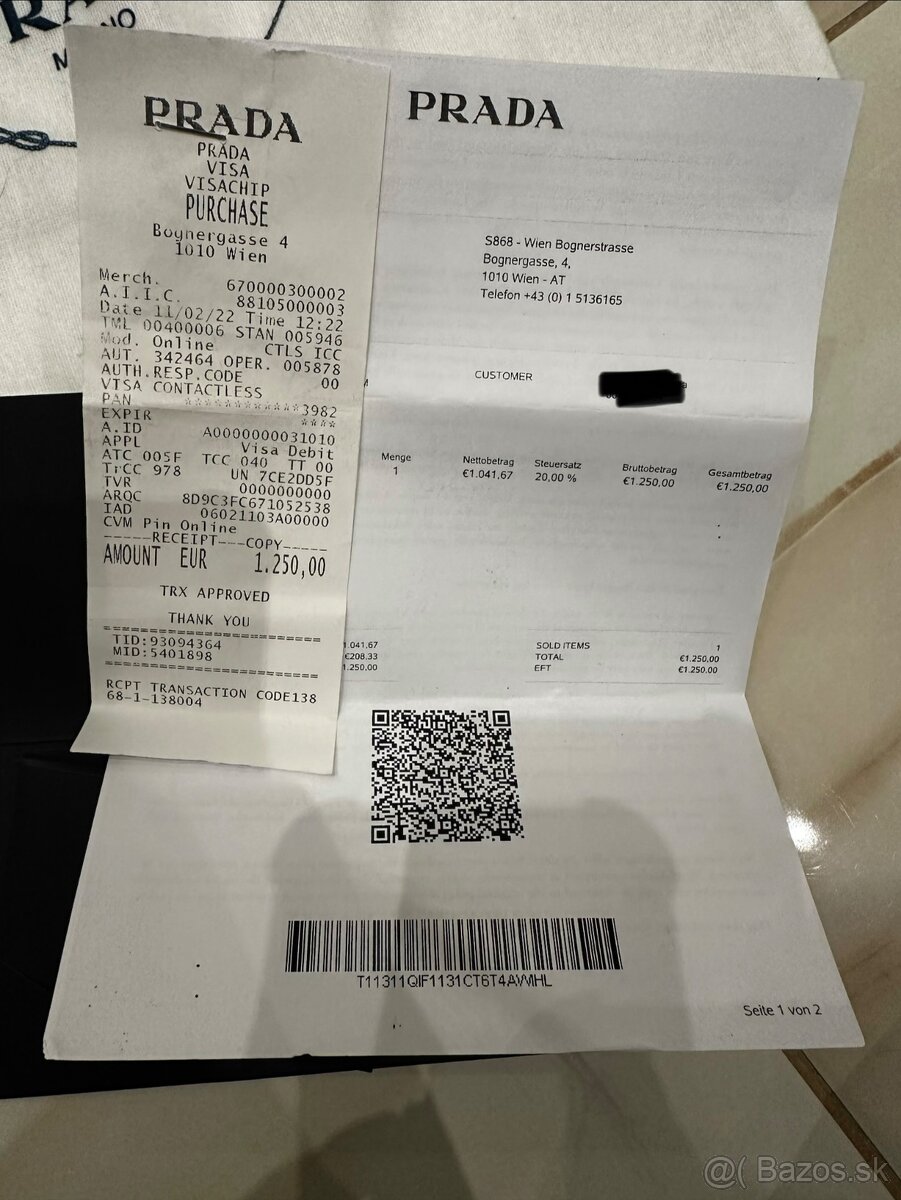 MILANO
PRADA
PRADA
VISA
VISACHIP
PURCHASE
Bognergasse 4
1010 Wien
Merch. 670000300002
A.I.I.C. 88105000003
Date 11/02/22 Time 12:22
TML 00400006 STAN 005946
Mod. Online CTLS ICC
AUT. 342464 OPER. 005878
AUTH.RESP.CODE 00
VISA CONTACTLESS
PAN ************3982
EXPIR ****
A.ID A0000000031010
APPL Visa Debit
ATC 005F TCC 040 TT 00
TrCC 978 UN 7CE2DD5F
TVR 0000000000
ARQC 8D9C3FC671052538
IAD 06021103A00000
CVM Pin Online
-----RECEIPT---COPY-----
AMOUNT EUR 1.250,00
TRX APPROVED
THANK YOU
========================
TID:93094364
MID:5401898
========================
RCPT TRANSACTION CODE138
68-1-138004
PRADA
S868 - Wien Bognerstrasse
Bognergasse, 4,
1010 Wien - AT
Telefon +43 (0) 1 5136165
CUSTOMER
Menge Nettobetrag Steuersatz Bruttobetrag Gesamtbetrag
1 €1.041,67 20,00 % €1.250,00 €1.250,00
1.041,67 SOLD ITEMS 1
€208,33 TOTAL €1.250,00
1.250,00 EFT €1.250,00
T11311QIF1131CT6T4AWIHL
Seite 1 von 2
@( Bazos.sk